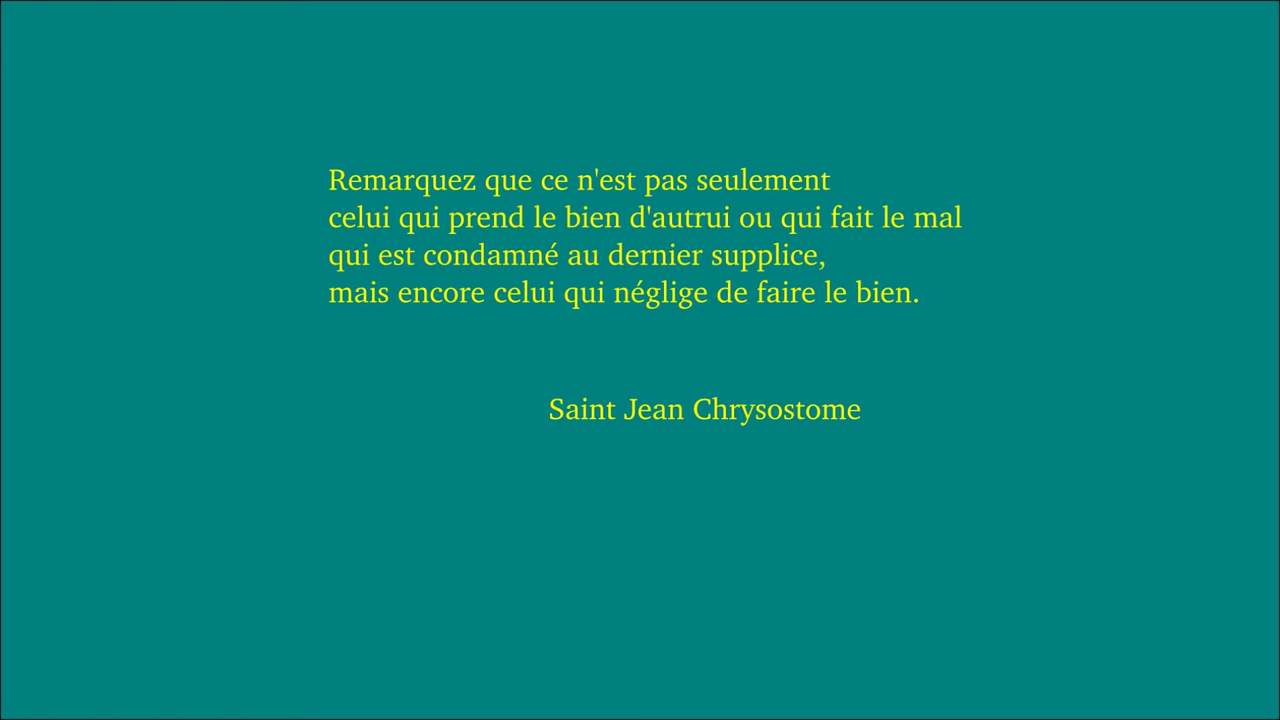 Remarquez que ce n'est pas seulement
celui qui prend le bien d'autrui ou qui fait le mal
qui est condamné au dernier supplice,
mais encore celui qui néglige de faire le bien.
Saint Jean Chrysostome